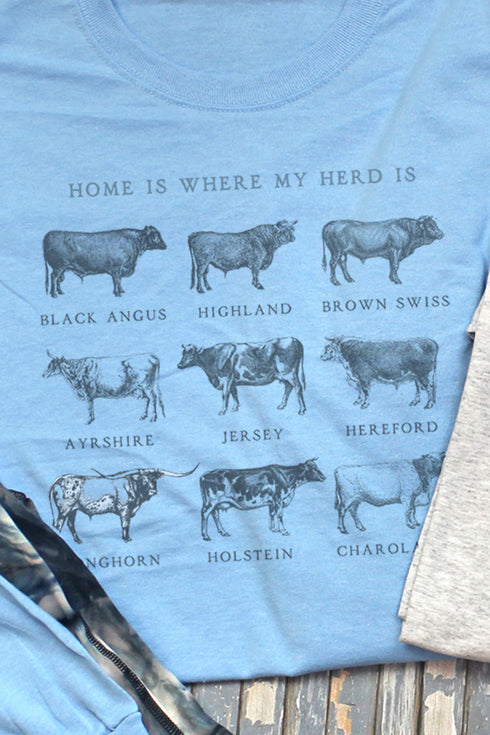 HOME IS WHERE MY HERD IS
BLACK ANGUS HIGHLAND BROWN SWISS
AYRSHIRE JERSEY HEREFORD
NGHORN HOLSTEIN CHAROLA